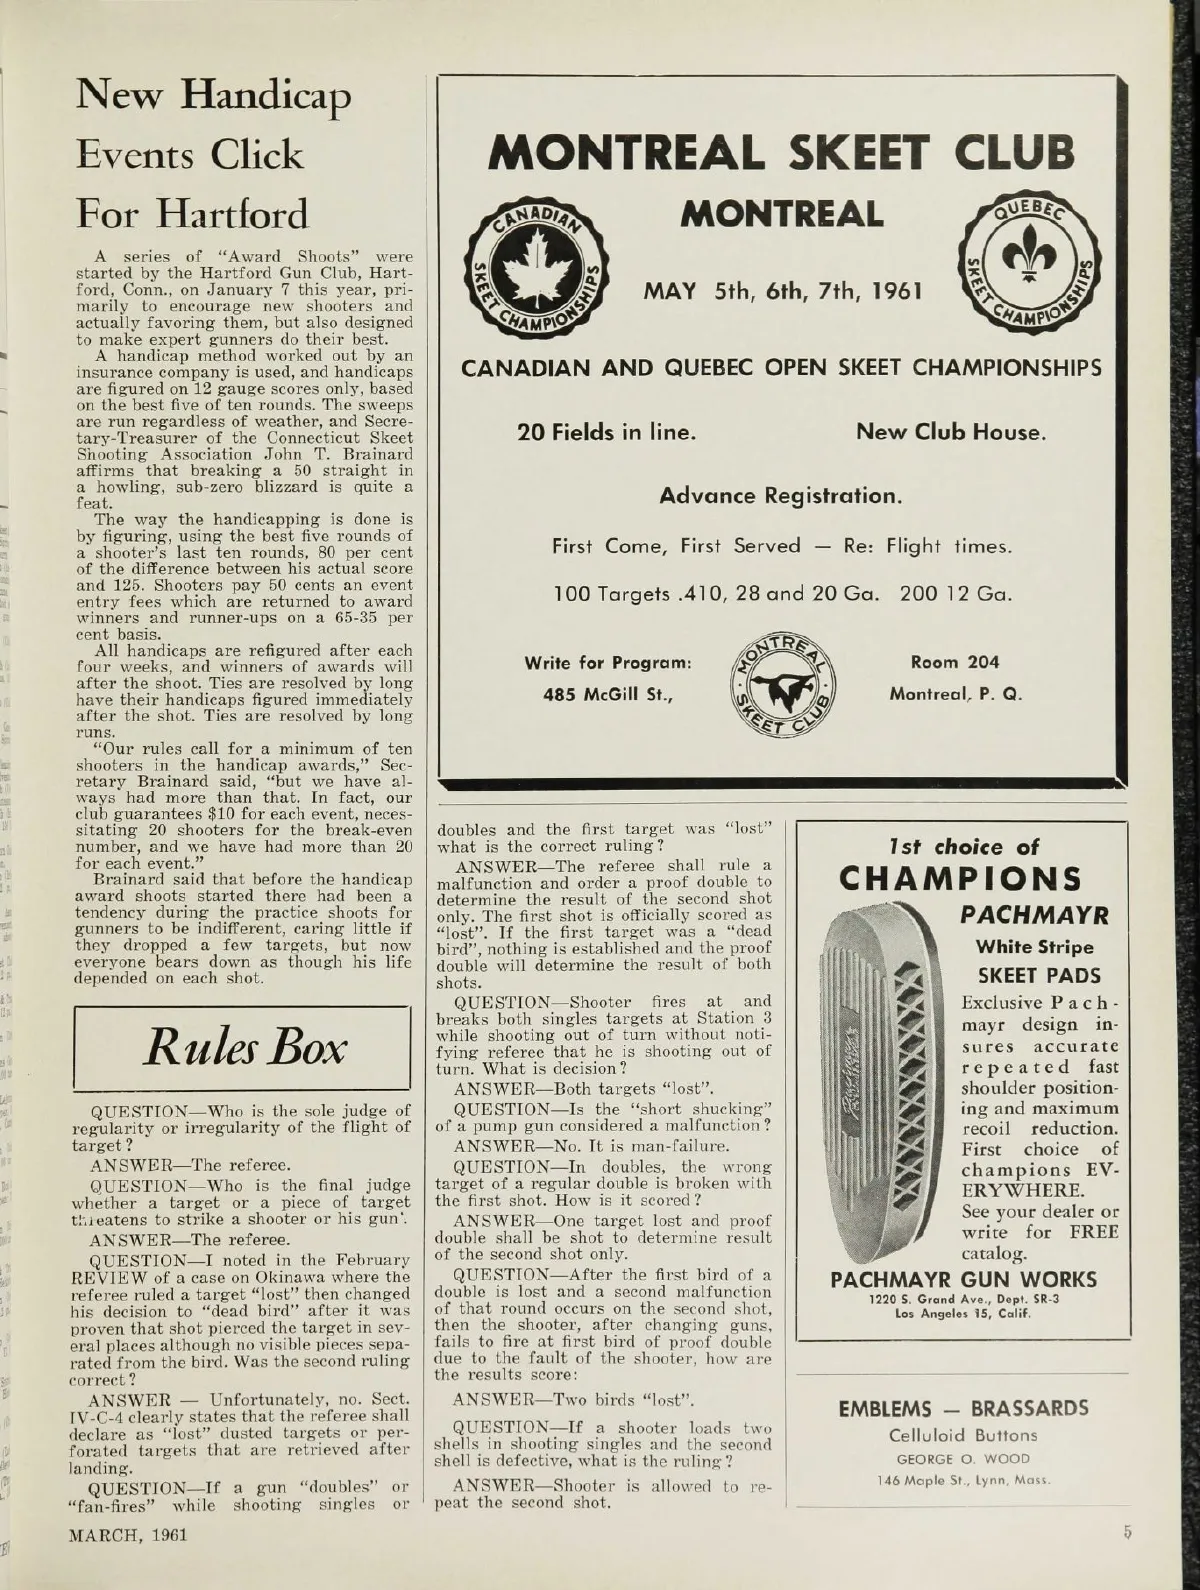 New Handicap
Events Click
For Hartford
A series of "Award Shoots" were
started by the Hartford Gun Club, Hart-
ford, Conn., on January 7 this year, pri-
marily to encourage new shooters and
actually favoring them, but also designed
to make expert gunners do their best.
A handicap method worked out by an
insurance company is used, and handicaps
are figured on 12 gauge scores only, based
on the best five of ten rounds. The sweeps
are run regardless of weather, and Secre-
tary-Treasurer of the Connecticut Skeet
Shooting Association John T. Brainard
affirms that breaking a 50 straight in
a howling, sub-zero blizzard is quite a
feat.
The way the handicapping is done is
by figuring, using the best five rounds of
a shooter's last ten rounds, 80 per cent
of the difference between his actual score
and 125. Shooters pay 50 cents an event
entry fees which are returned to award
winners and runner-ups on a 65-35 per
cent basis.
All handicaps are refigured after each
four weeks, and winners of awards will
after the shoot. Ties are resolved by long
have their handicaps figured immediately
after the shot. Ties are resolved by long
runs.
"Our rules call for a minimum of ten
shooters in the handicap awards," Sec-
retary Brainard said, "but we have al-
ways had more than that. In fact, our
club guarantees $10 for each event, neces-
sitating 20 shooters for the break-even
number, and we have had more than 20
for each event."
Brainard said that before the handicap
award shoots started there had been a
tendency during the practice shoots for
gunners to be indifferent, caring little if
they dropped a few targets, but now
everyone bears down as though his life
depended on each shot.
Rules Box
QUESTION—Who is the sole judge of
regularity or irregularity of the flight of
target?
ANSWER—The referee.
QUESTION—Who is the final judge
whether a target or a piece of target
threatens to strike a shooter or his gun'.
ANSWER—The referee.
QUESTION—I noted in the February
REVIEW of a case on Okinawa where the
referee ruled a target "lost" then changed
his decision to "dead bird" after it was
proven that shot pierced the target in sev-
eral places although no visible pieces sepa-
rated from the bird. Was the second ruling
correct?
ANSWER — Unfortunately, no. Sect.
IV-C-4 clearly states that the referee shall
declare as "lost" dusted targets or per-
forated targets that are retrieved after
landing.
QUESTION—If a gun "doubles" or
"fan-fires" while shooting singles or
doubles and the first target was "lost"
what is the correct ruling?
ANSWER—The referee shall rule a
malfunction and order a proof double to
determine the result of the second shot
only. The first shot is officially scored as
"lost". If the first target was a "dead
bird", nothing is established and the proof
double will determine the result of both
shots.
QUESTION—Shooter fires at and
breaks both singles targets at Station 3
while shooting out of turn without noti-
fying referee that he is shooting out of
turn. What is decision?
ANSWER—Both targets "lost".
QUESTION—Is the "short shucking"
of a pump gun considered a malfunction?
ANSWER—No. It is man-failure.
QUESTION—In doubles, the wrong
target of a regular double is broken with
the first shot. How is it scored?
ANSWER—One target lost and proof
double shall be shot to determine result
of the second shot only.
QUESTION—After the first bird of a
double is lost and a second malfunction
of that round occurs on the second shot,
then the shooter, after changing guns,
fails to fire at first bird of proof double
due to the fault of the shooter, how are
the results score:
ANSWER—Two birds "lost".
QUESTION—If a shooter loads two
shells in shooting singles and the second
shell is defective, what is the ruling?
ANSWER—Shooter is allowed to re-
peat the second shot.
MONTREAL SKEET CLUB
MONTREAL
CANADIAN
SKEET CHAMPIONSHIPS
QUEBEC
SKEET CHAMPIONSHIPS
MAY 5th, 6th, 7th, 1961
CANADIAN AND QUEBEC OPEN SKEET CHAMPIONSHIPS
20 Fields in line. New Club House.
Advance Registration.
First Come, First Served — Re: Flight times.
100 Targets .410, 28 and 20 Ga. 200 12 Ga.
Write for Program:
485 McGill St.,
MONTREAL
SKEET CLUB
Room 204
Montreal, P. Q.
1st choice of
CHAMPIONS
PACHMAYR
White Stripe
SKEET PADS
Exclusive Pach-
mayr design in-
sures accurate
repeated fast
shoulder position-
ing and maximum
recoil reduction.
First choice of
champions EV-
ERYWHERE.
See your dealer or
write for FREE
catalog.
PACHMAYR GUN WORKS
1220 S. Grand Ave., Dept. SR-3
Los Angeles 15, Calif.
EMBLEMS — BRASSARDS
Celluloid Buttons
GEORGE O. WOOD
146 Maple St., Lynn, Mass.
MARCH, 1961
5